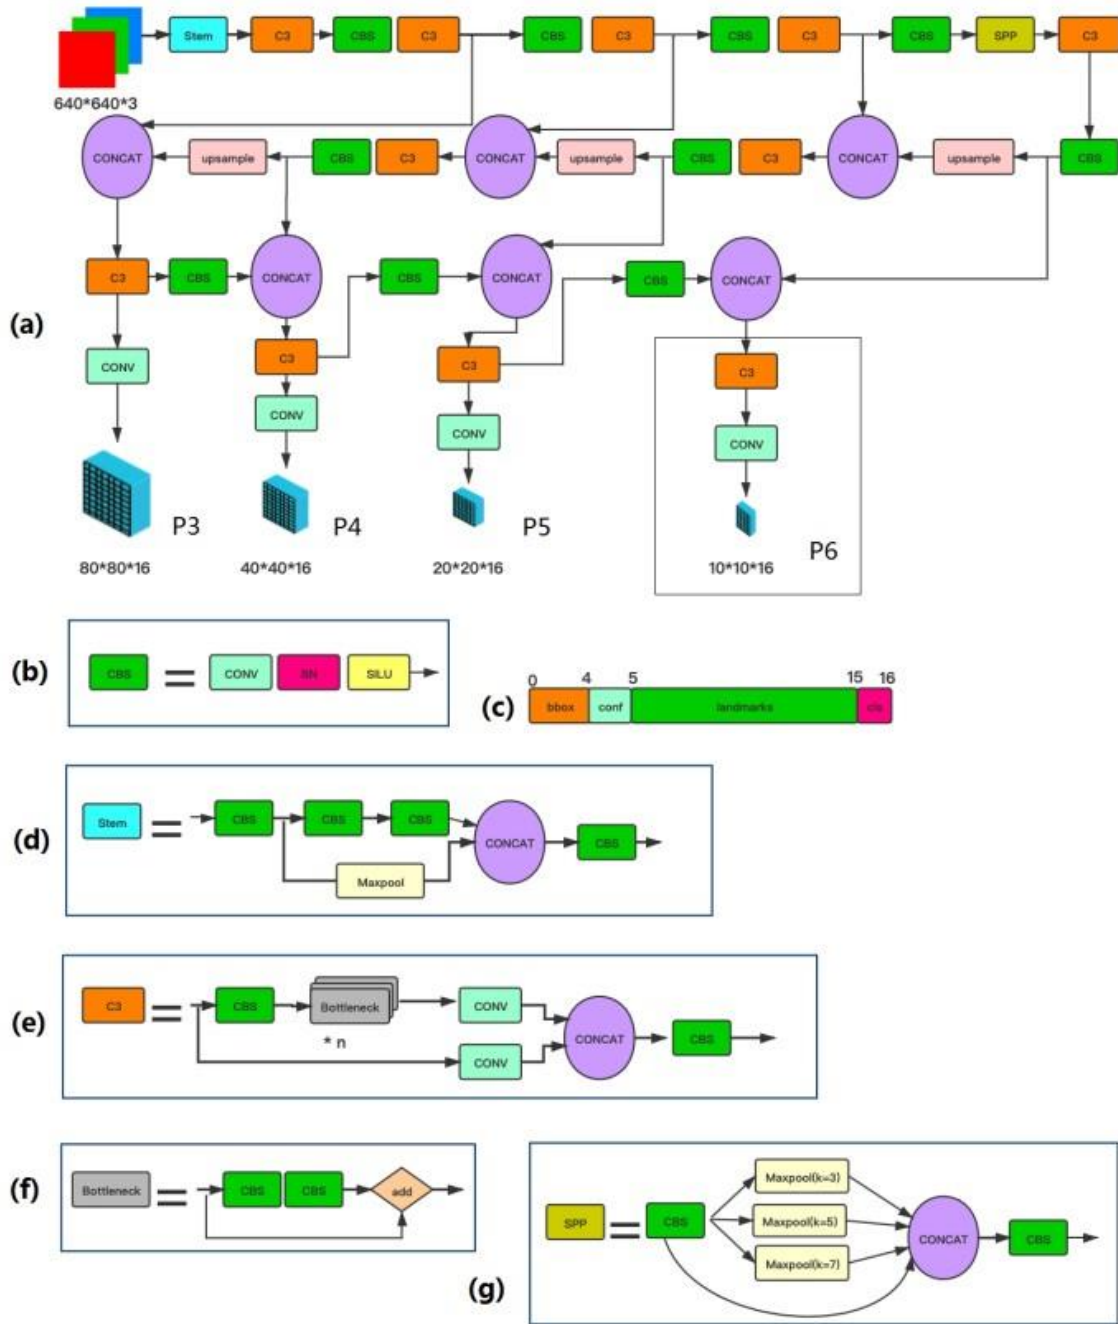 Stem C3 CBS C3 CBS C3 CBS C3 CBS SPP C3
640*640*3
CONCAT upsample CBS C3 CONCAT upsample CBS C3 CONCAT upsample CBS
C3 CBS CONCAT CBS CONCAT CBS CONCAT
(a)
CONV C3 C3 C3
CONV CONV CONV
P3 P4 P5 P6
80*80*16 40*40*16 20*20*16 10*10*16
(b) CBS = CONV BN SILU
0 4 5 15 16
(c) bbox conf landmarks cls
(d) Stem = CBS CBS CBS CONCAT CBS
Maxpool
(e) C3 = CBS Bottleneck CONV CONCAT CBS
* n CONV
(f) Bottleneck = CBS CBS add
(g) SPP = CBS Maxpool(k=3) CONCAT CBS
Maxpool(k=5)
Maxpool(k=7)